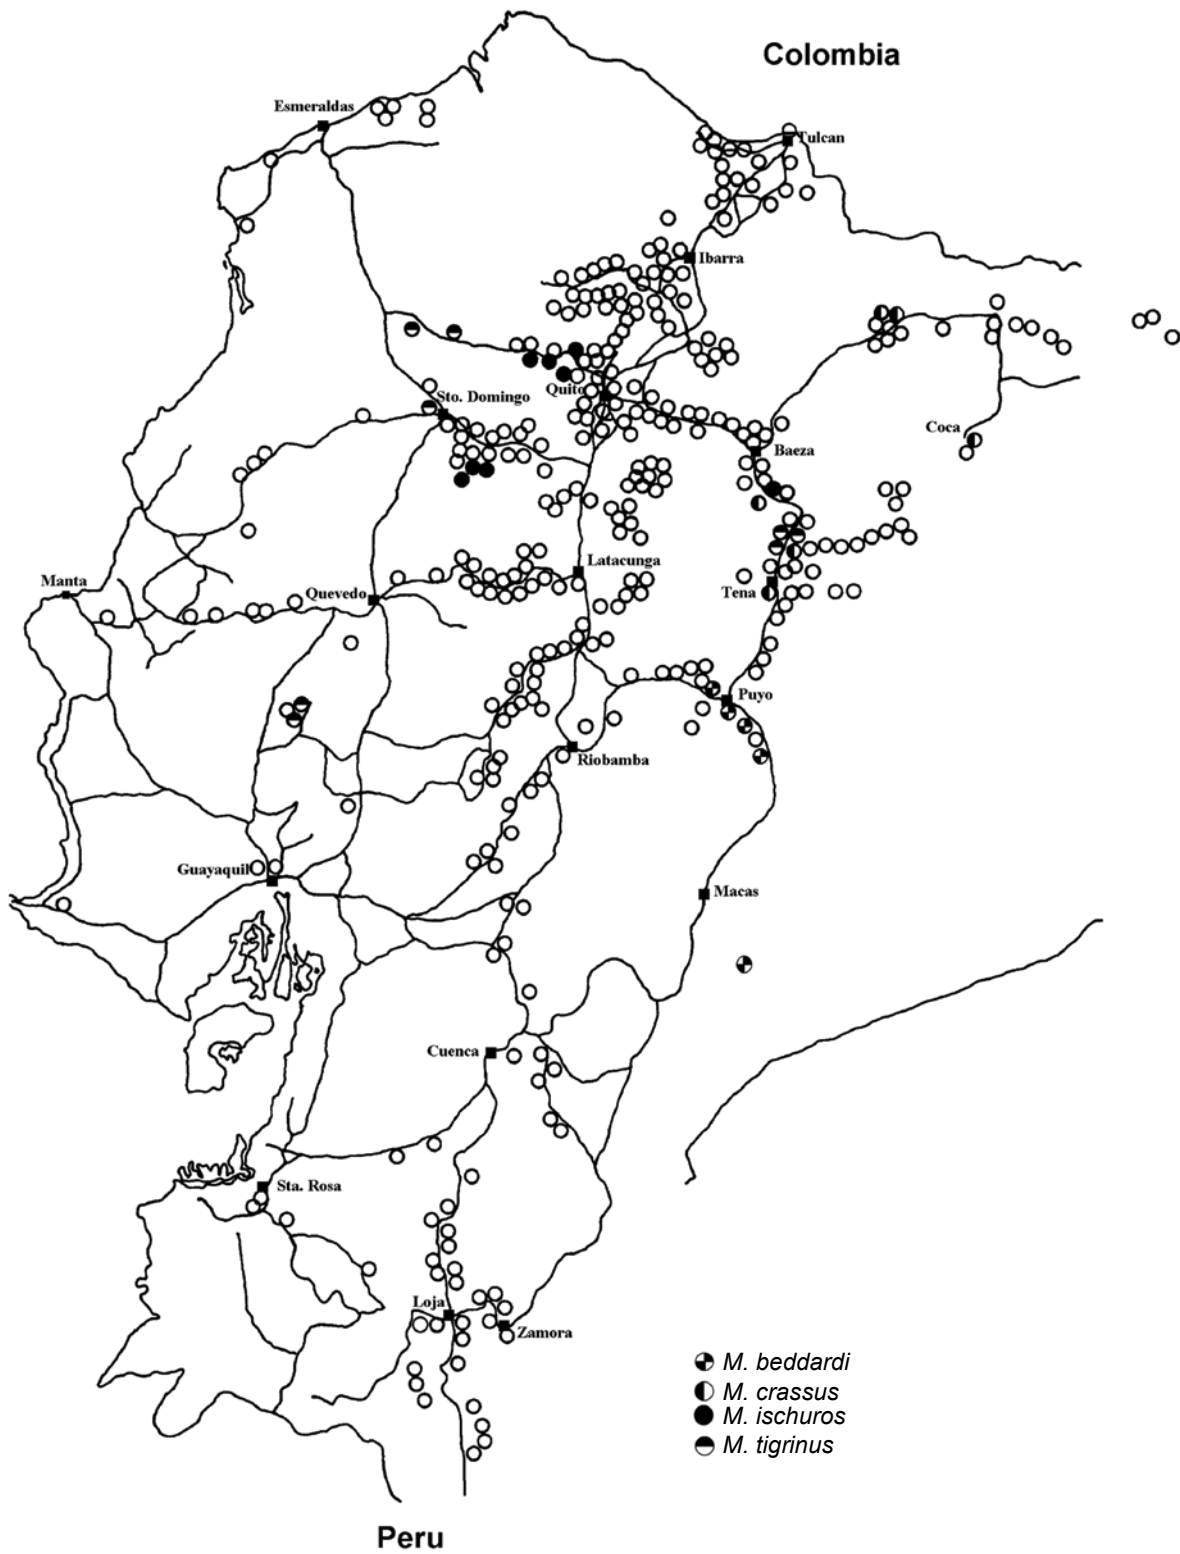 Colombia
Esmeraldas
Tulcan
Ibarra
Sto. Domingo
Quito
Coca
Baeza
Latacunga
Manta
Quevedo
Tena
Puyo
Riobamba
Guayaquil
Macas
Cuenca
Sta. Rosa
Loja
Zamora
M. beddardi
M. crassus
M. ischuros
M. tigrinus
Peru